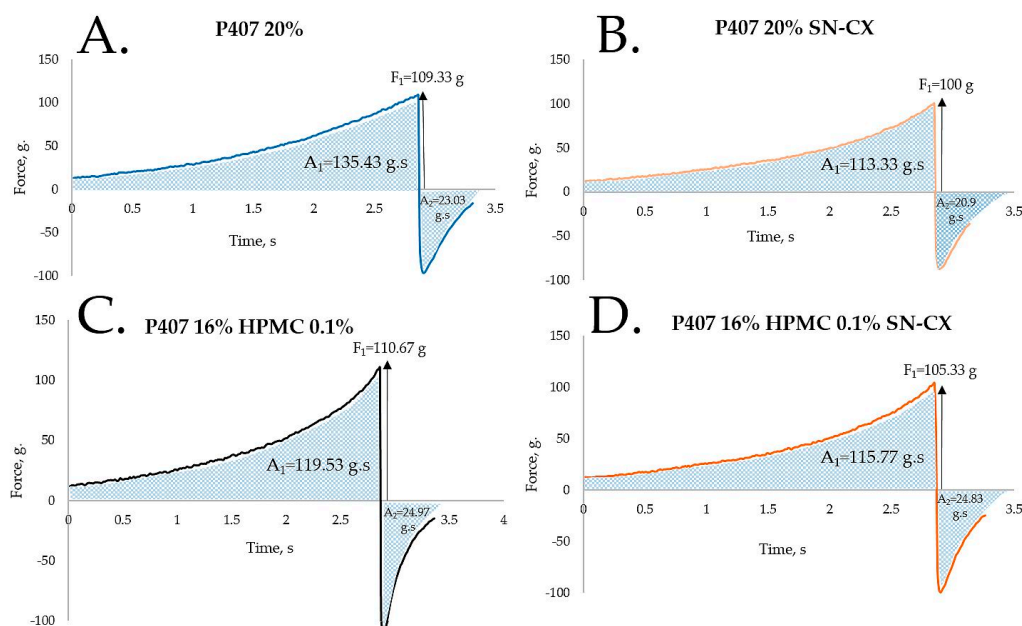 A.
P407 20%
150
100
50
0
-50
-100
Force, g.
F₁=109.33 g
A₁=135.43 g.s
A₂=23.03
g.s
0 0.5 1 1.5 2 2.5 3 3.5
Time, s
B.
P407 20% SN-CX
150
100
50
0
-50
-100
Force, g.
F₁=100 g
A₁=113.33 g.s
A₂=20.9
g.s
0 0.5 1 1.5 2 2.5 3 3.5
Time, s
C.
P407 16% HPMC 0.1%
150
100
50
0
-50
-100
Force, g.
F₁=110.67 g
A₁=119.53 g.s
A₂=24.97
g.s
0 0.5 1 1.5 2 2.5 3 3.5 4
Time, s
D.
P407 16% HPMC 0.1% SN-CX
150
100
50
0
-50
-100
Force, g.
F₁=105.33 g
A₁=115.77 g.s
A₂=24.83
g.s
0 0.5 1 1.5 2 2.5 3 3.5
Time, s